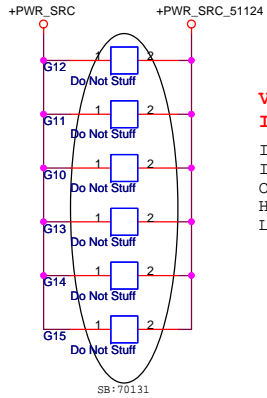 +PWR_SRC +PWR_SRC_51124
1 2
G12
Do Not Stuff
1 2
G11
Do Not Stuff
1 2
G10
Do Not Stuff
1 2
G13
Do Not Stuff
1 2
G14
Do Not Stuff
1 2
G15
Do Not Stuff
SB:70131
V
I
I
I
O
H
L